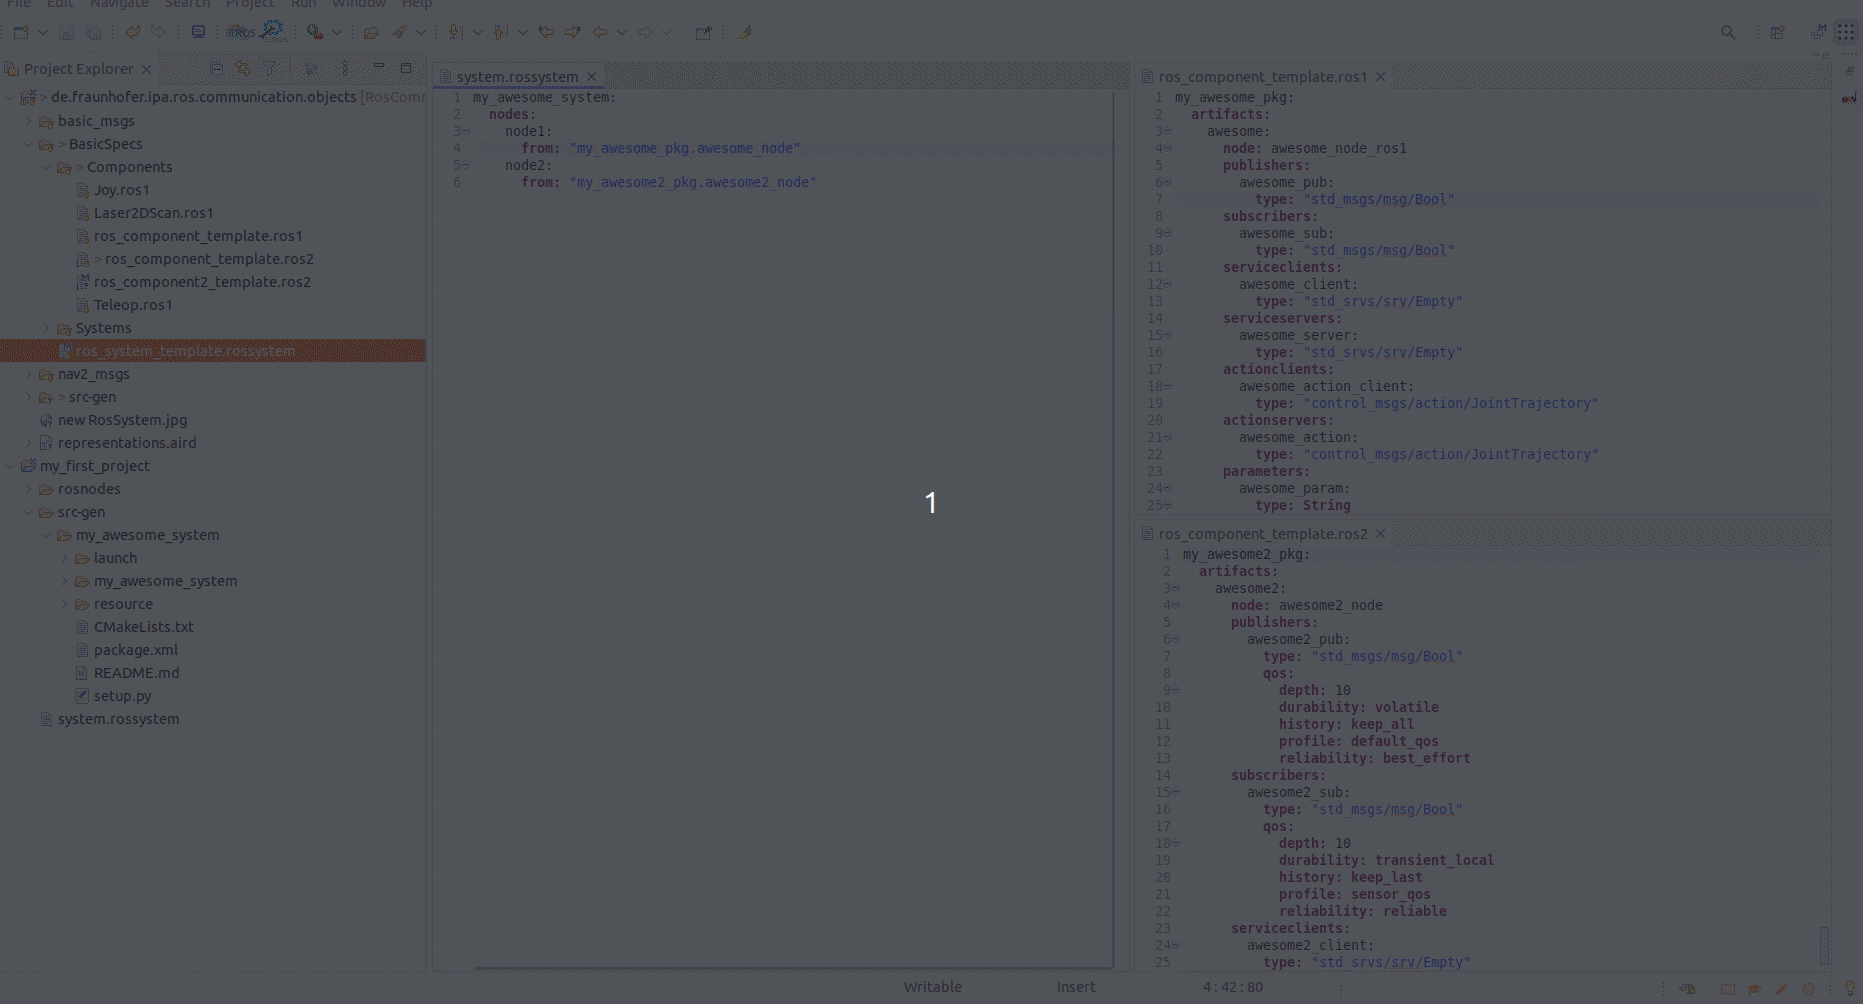 File Edit Navigate Search Project Run Window Help
ROS
Project Explorer
> de.fraunhofer.ipa.ros.communication.objects [RosComm
basic_msgs
> BasicSpecs
> Components
Joy.ros1
Laser2DScan.ros1
ros_component_template.ros1
> ros_component_template.ros2
ros_component2_template.ros2
Teleop.ros1
Systems
ros_system_template.rossystem
nav2_msgs
> src-gen
new RosSystem.jpg
representations.aird
my_first_project
rosnodes
src-gen
my_awesome_system
launch
my_awesome_system
resource
CMakeLists.txt
package.xml
README.md
setup.py
system.rossystem
system.rossystem
1 my_awesome_system:
2 nodes:
3 node1:
4 from: "my_awesome_pkg.awesome_node"
5 node2:
6 from: "my_awesome2_pkg.awesome2_node"
1
ros_component_template.ros1
1 my_awesome_pkg:
2 artifacts:
3 awesome:
4 node: awesome_node_ros1
5 publishers:
6 awesome_pub:
7 type: "std_msgs/msg/Bool"
8 subscribers:
9 awesome_sub:
10 type: "std_msgs/msg/Bool"
11 serviceclients:
12 awesome_client:
13 type: "std_srvs/srv/Empty"
14 serviceservers:
15 awesome_server:
16 type: "std_srvs/srv/Empty"
17 actionclients:
18 awesome_action_client:
19 type: "control_msgs/action/JointTrajectory"
20 actionservers:
21 awesome_action:
22 type: "control_msgs/action/JointTrajectory"
23 parameters:
24 awesome_param:
25 type: String
ros_component_template.ros2
1 my_awesome2_pkg:
2 artifacts:
3 awesome2:
4 node: awesome2_node
5 publishers:
6 awesome2_pub:
7 type: "std_msgs/msg/Bool"
8 qos:
9 depth: 10
10 durability: volatile
11 history: keep_all
12 profile: default_qos
13 reliability: best_effort
14 subscribers:
15 awesome2_sub:
16 type: "std_msgs/msg/Bool"
17 qos:
18 depth: 10
19 durability: transient_local
20 history: keep_last
21 profile: sensor_qos
22 reliability: reliable
23 serviceclients:
24 awesome2_client:
25 type: "std_srvs/srv/Empty"
Writable Insert 4:42:80